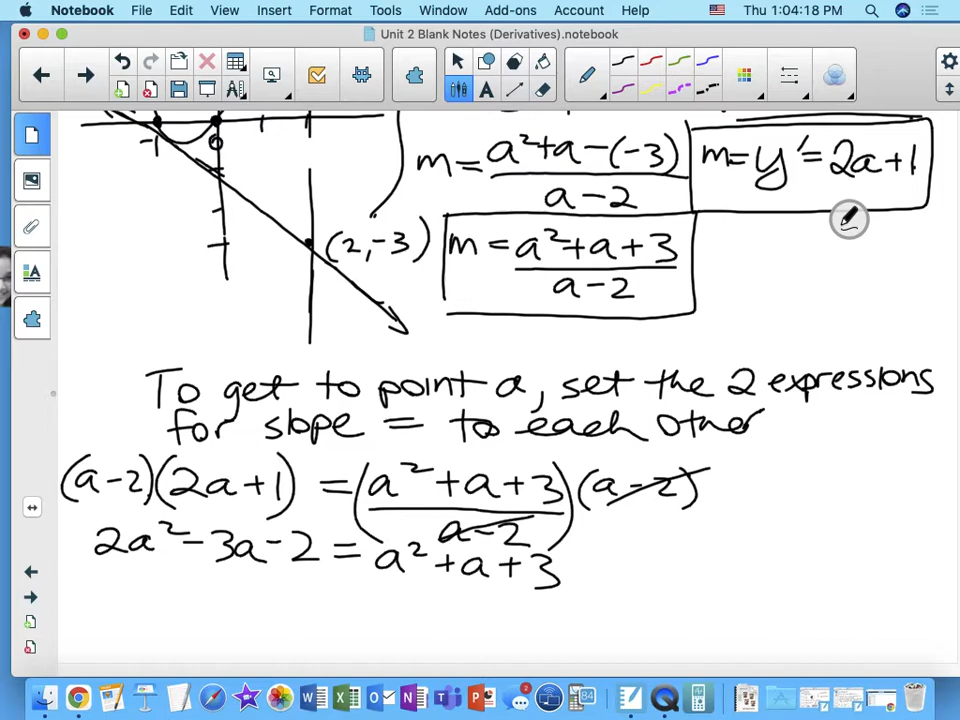 Notebook File Edit View Insert Format Tools Window Add-ons Account Help Thu 1:04:18 PM
Unit 2 Blank Notes (Derivatives).notebook
-1
m = a²+a-(-3) / a-2
m = y' = 2a+1
(2,-3)
m = a²+a+3 / a-2
To get to point a, set the 2 expressions
for slope = to each other
(a-2)(2a+1) = (a²+a+3 / a-2)(a-2)
2a²-3a-2 = a²+a+3